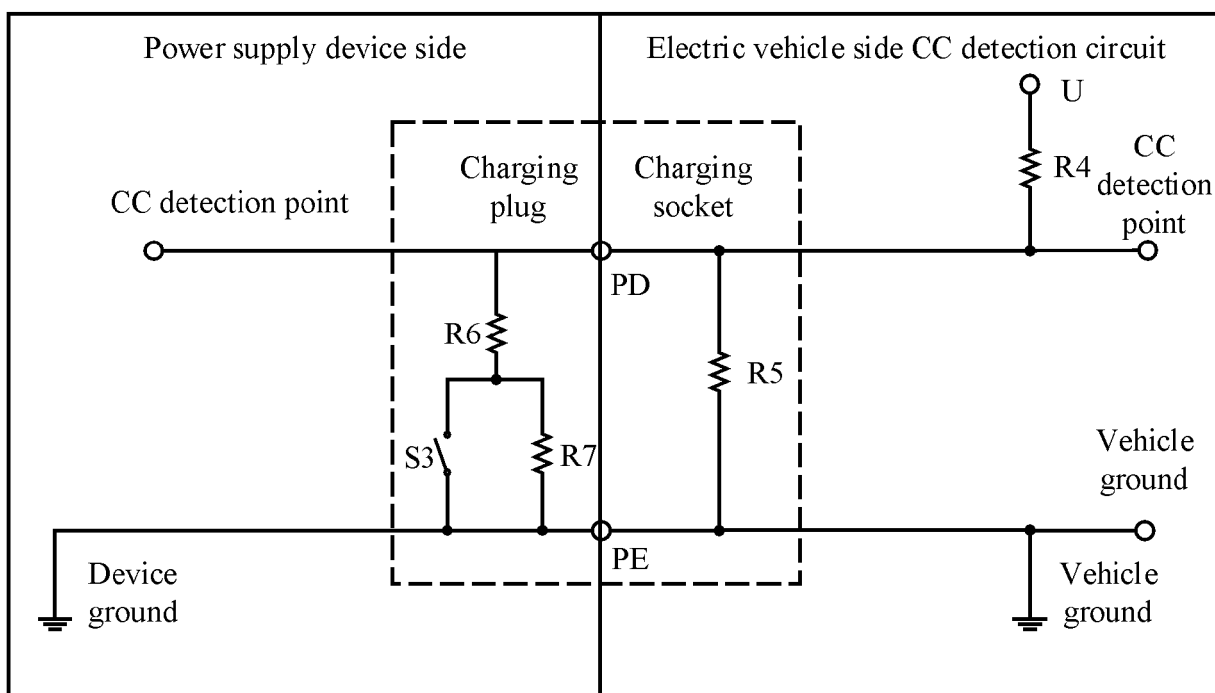 Power supply device side
Electric vehicle side CC detection circuit
U
R4
CC
detection
point
Charging
plug
Charging
socket
CC detection point
PD
R6
R5
S3
R7
Vehicle
ground
PE
Device
ground
Vehicle
ground